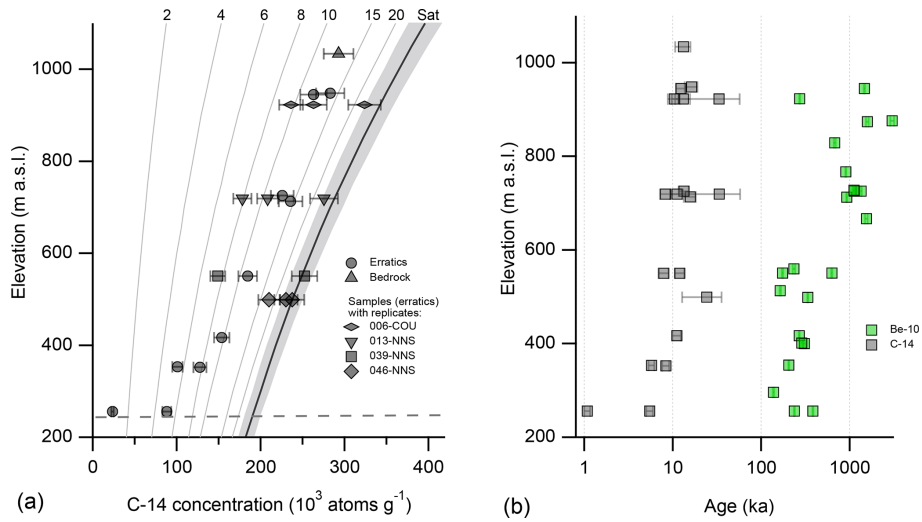 2 4 6 8 10 15 20 Sat
1000
800
600
400
200
0 100 200 300 400
Elevation (m a.s.l.)
C-14 concentration (10³ atoms g⁻¹)
Erratics
Bedrock
Samples (erratics)
with replicates:
006-COU
013-NNS
039-NNS
046-NNS
(a)
1000
800
600
400
200
1 10 100 1000
Elevation (m a.s.l.)
Age (ka)
Be-10
C-14
(b)